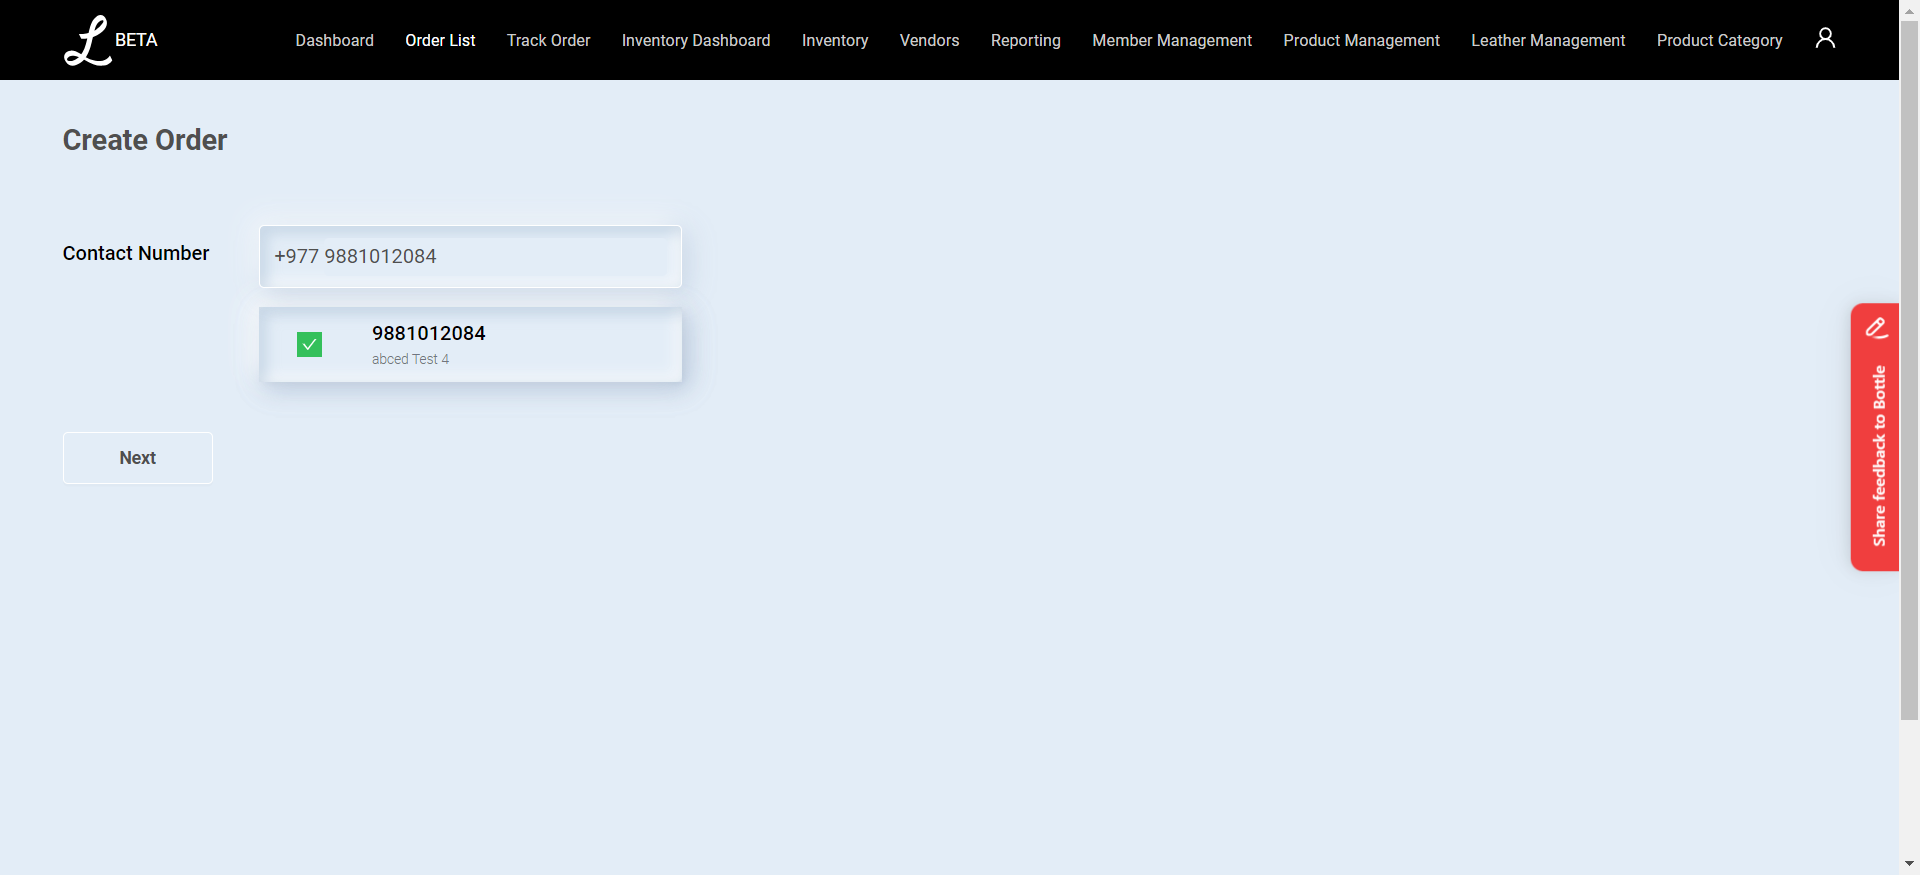 L BETA Dashboard Order List Track Order Inventory Dashboard Inventory Vendors Reporting Member Management Product Management Leather Management Product Category
Create Order
Contact Number +977 9881012084
9881012084
abced Test 4
Next
Share feedback to Bottle